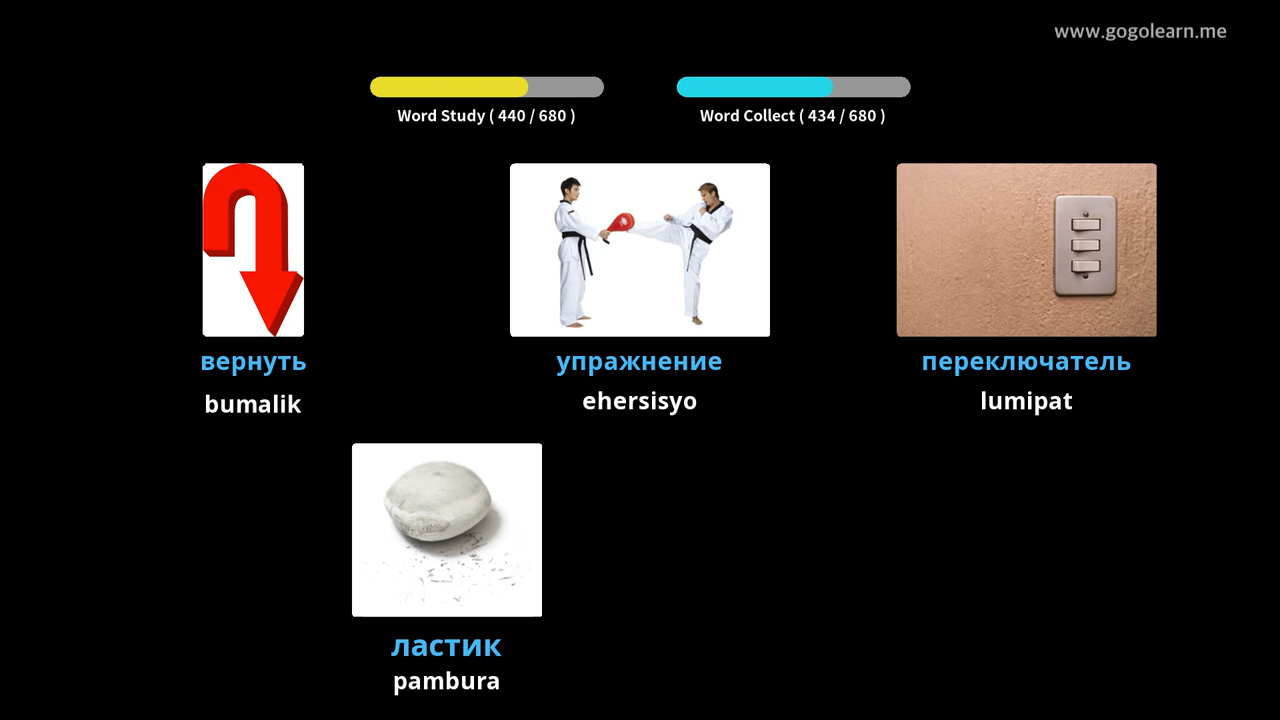 www.gogolearn.me
Word Study ( 440 / 680 )
Word Collect ( 434 / 680 )
вернуть
bumalik
упражнение
ehersisyo
переключатель
lumipat
ластик
pambura